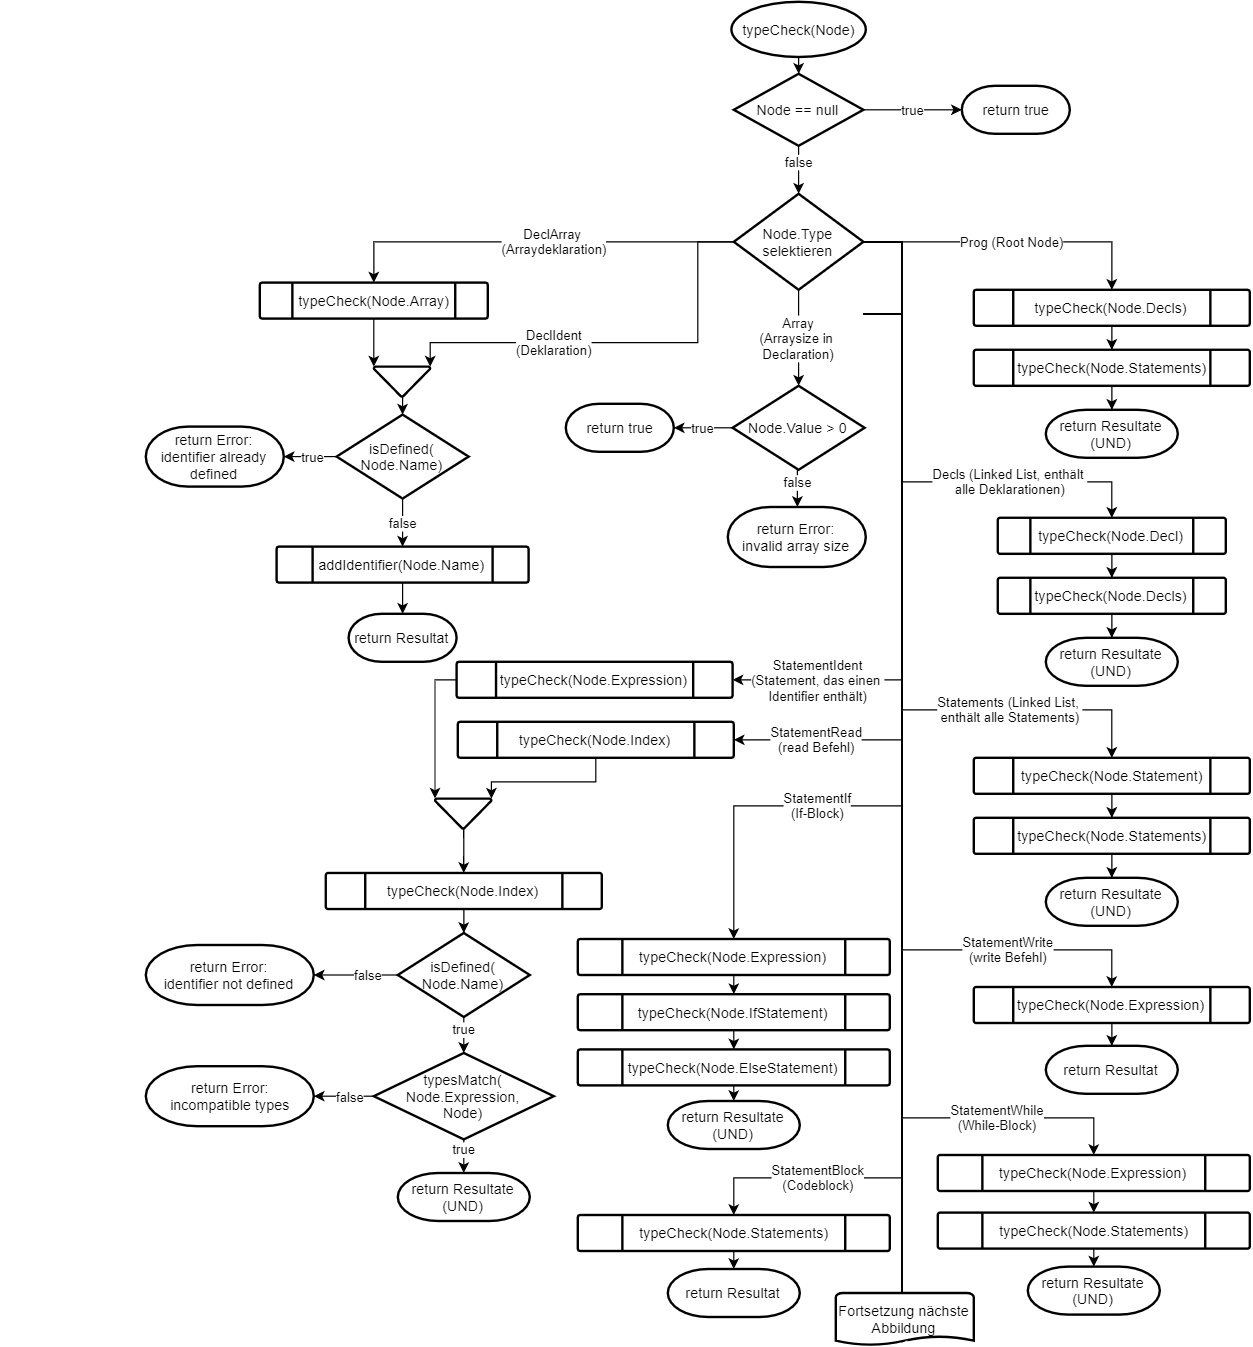 typeCheck(Node)
Node == null
true
return true
false
Node.Type
selektieren
DeclArray
(Arraydeklaration)
typeCheck(Node.Array)
DeclIdent
(Deklaration)
isDefined(
Node.Name)
true
return Error:
identifier already
defined
false
addIdentifier(Node.Name)
return Resultat
Array
(Arraysize in
Declaration)
Node.Value > 0
true
return true
false
return Error:
invalid array size
Prog (Root Node)
typeCheck(Node.Decls)
typeCheck(Node.Statements)
return Resultate
(UND)
Decls (Linked List, enthält
alle Deklarationen)
typeCheck(Node.Decl)
typeCheck(Node.Decls)
return Resultate
(UND)
StatementIdent
(Statement, das einen
Identifier enthält)
typeCheck(Node.Expression)
StatementRead
(read Befehl)
typeCheck(Node.Index)
typeCheck(Node.Index)
isDefined(
Node.Name)
false
return Error:
identifier not defined
true
typesMatch(
Node.Expression,
Node)
false
return Error:
incompatible types
true
return Resultate
(UND)
StatementIf
(If-Block)
typeCheck(Node.Expression)
typeCheck(Node.IfStatement)
typeCheck(Node.ElseStatement)
return Resultate
(UND)
StatementBlock
(Codeblock)
typeCheck(Node.Statements)
return Resultat
Statements (Linked List,
enthält alle Statements)
typeCheck(Node.Statement)
typeCheck(Node.Statements)
return Resultate
(UND)
StatementWrite
(write Befehl)
typeCheck(Node.Expression)
return Resultat
StatementWhile
(While-Block)
typeCheck(Node.Expression)
typeCheck(Node.Statements)
return Resultate
(UND)
Fortsetzung nächste
Abbildung